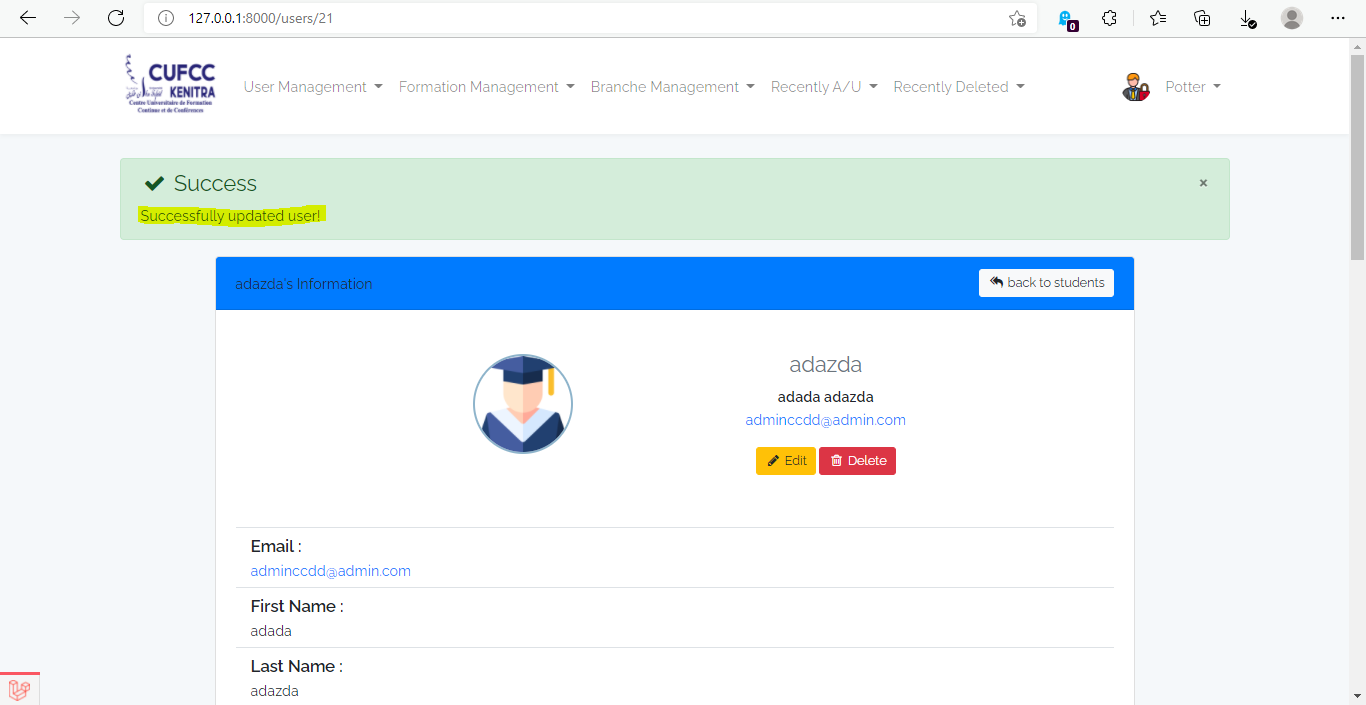 127.0.0.1:8000/users/21
0
CUFCC
KENITRA
Centre Universitaire de Formation
Continue et de Conférences
User Management
Formation Management
Branche Management
Recently A/U
Recently Deleted
Potter
Success
×
Successfully updated user!
adazda's Information
back to students
adazda
adada adazda
adminccdd@admin.com
Edit
Delete
Email :
adminccdd@admin.com
First Name :
adada
Last Name :
adazda